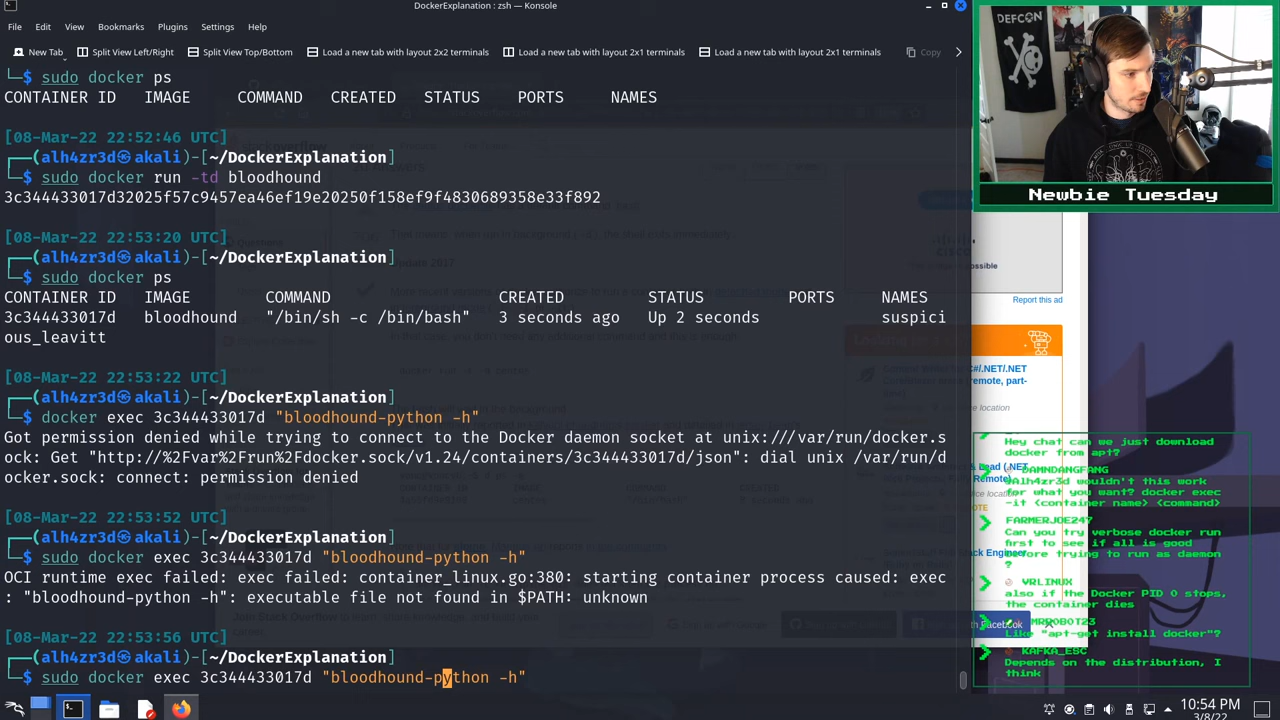 DockerExplanation : zsh — Konsole
File Edit View Bookmarks Plugins Settings Help
New Tab Split View Left/Right Split View Top/Bottom Load a new tab with layout 2x2 terminals Load a new tab with layout 2x1 terminals Load a new tab with layout 1x2 terminals Copy
└─$ sudo docker ps
CONTAINER ID IMAGE COMMAND CREATED STATUS PORTS NAMES
[08-Mar-22 22:52:46 UTC]
┌──(alh4zr3d㉿akali)-[~/DockerExplanation]
└─$ sudo docker run -td bloodhound
[08-Mar-22 22:53:20 UTC]
┌──(alh4zr3d㉿akali)-[~/DockerExplanation]
└─$ sudo docker ps
CONTAINER ID IMAGE COMMAND CREATED STATUS PORTS NAMES
3c344433017d bloodhound "/bin/sh -c /bin/bash" 3 seconds ago Up 2 seconds suspici
ous_leavitt
[08-Mar-22 22:53:22 UTC]
┌──(alh4zr3d㉿akali)-[~/DockerExplanation]
└─$ docker exec 3c344433017d "bloodhound-python -h"
Got permission denied while trying to connect to the Docker daemon socket at unix:///var/run/docker.s
ock: Get "http://%2Fvar%2Frun%2Fdocker.sock/v1.24/containers/3c344433017d/json": dial unix /var/run/d
ocker.sock: connect: permission denied
[08-Mar-22 22:53:52 UTC]
┌──(alh4zr3d㉿akali)-[~/DockerExplanation]
└─$ sudo docker exec 3c344433017d "bloodhound-python -h"
OCI runtime exec failed: exec failed: container_linux.go:380: starting container process caused: exec
: "bloodhound-python -h": executable file not found in $PATH: unknown
[08-Mar-22 22:53:56 UTC]
┌──(alh4zr3d㉿akali)-[~/DockerExplanation]
└─$ sudo docker exec 3c344433017d "bloodhound-python -h"
DEFCON
Newbie Tuesday
Report this ad
Hey chat can we just download
docker from apt?
DAMNDANGFANG
@alh4zr3d wouldn't this work
for what you want? docker exec
-it <container name> <command>
FARMERJOE247
Can you try verbose docker run
first to see if all is good
before trying to run as daemon
?
VRLINUX
also if the Docker PID 0 stops,
the container dies
MRROBOT23
Like "apt-get install docker"?
KAFKA_ESC
Depends on the distribution, I
think
10:54 PM
3/8/22